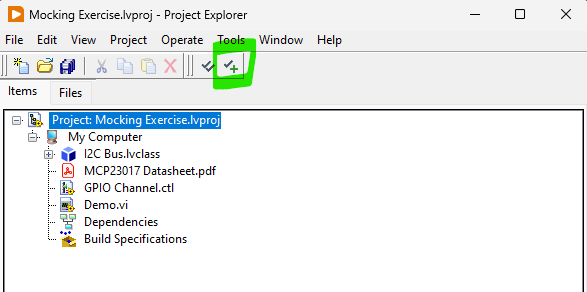 Mocking Exercise.lvproj - Project Explorer
File Edit View Project Operate Tools Window Help
Items Files
Project: Mocking Exercise.lvproj
My Computer
I2C Bus.lvclass
MCP23017 Datasheet.pdf
GPIO Channel.ctl
Demo.vi
Dependencies
Build Specifications